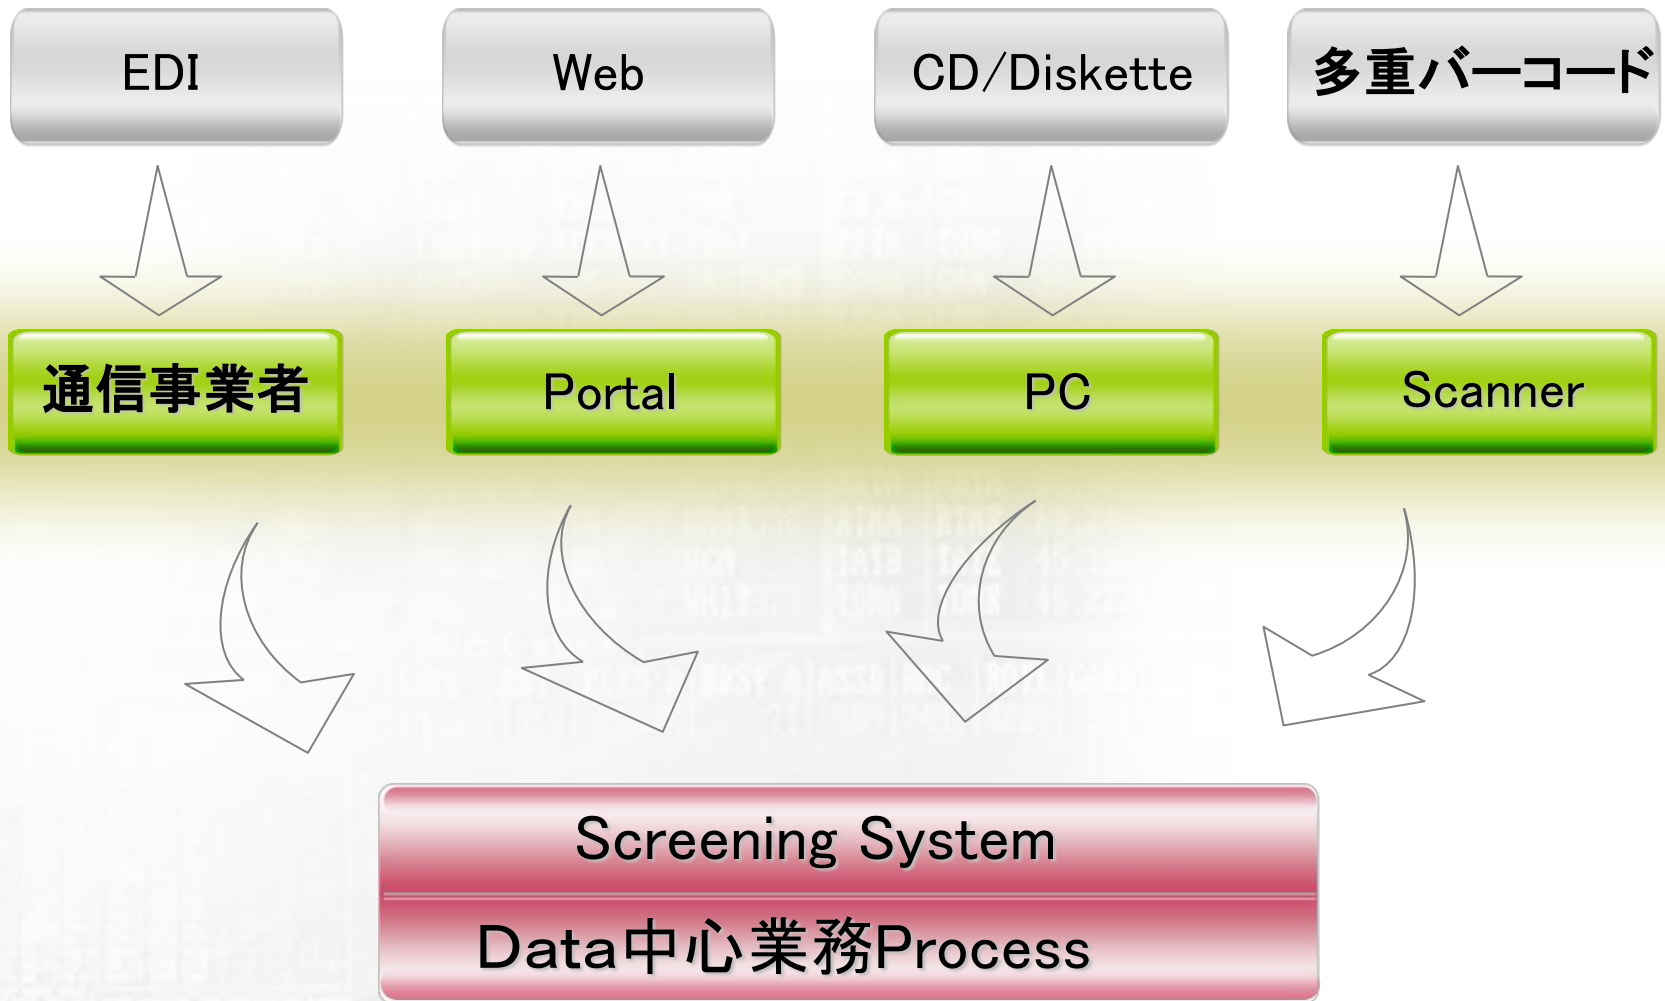 EDI
Web
CD/Diskette
多重バーコード
通信事業者
Portal
PC
Scanner
Screening System
Data中心業務Process